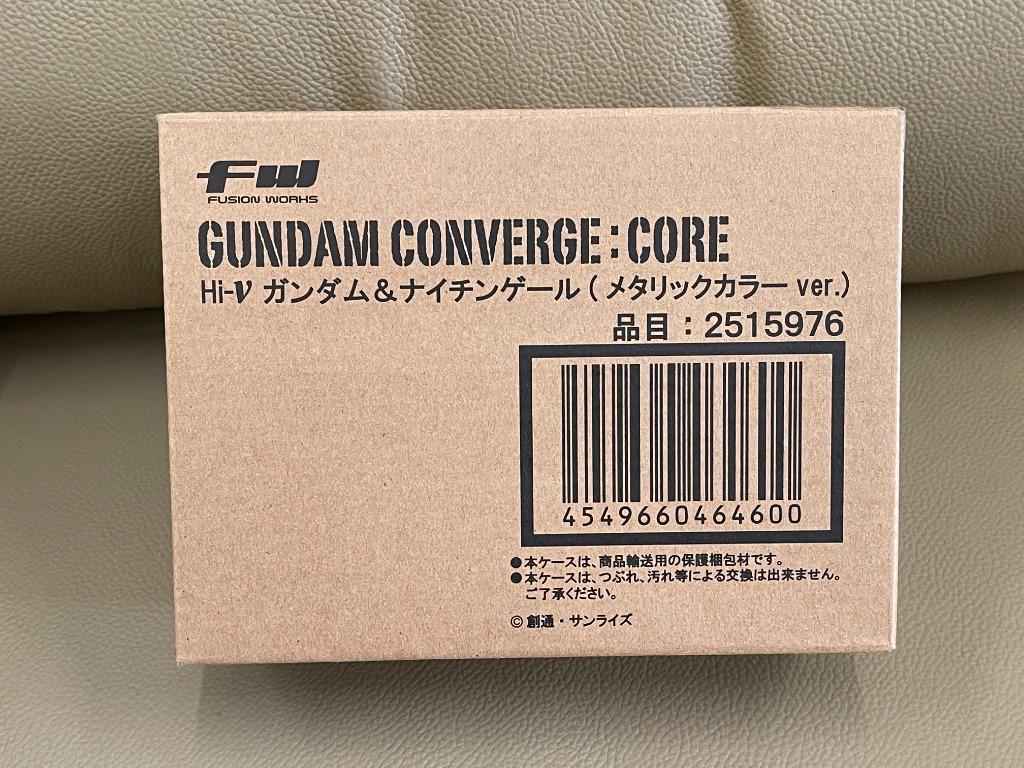 FW
FUSION WORKS
GUNDAM CONVERGE:CORE
Hi-ν ガンダム&ナイチンゲール(メタリックカラー ver.)
品目:2515976
4549660464600
●本ケースは、商品輸送用の保護梱包材です。
●本ケースは、つぶれ、汚れ等による交換は出来ません。
ご了承ください。
© 創通・サンライズ